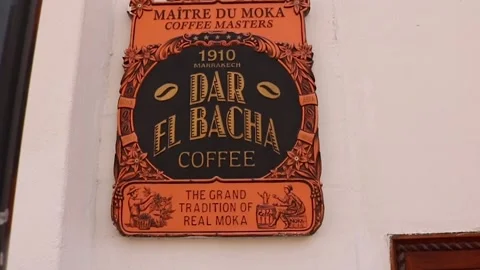 MAÎTRE DU MOKA
COFFEE MASTERS
1910
MARRAKECH
DAR
EL BACHA
COFFEE
THE GRAND
TRADITION OF
REAL MOKA